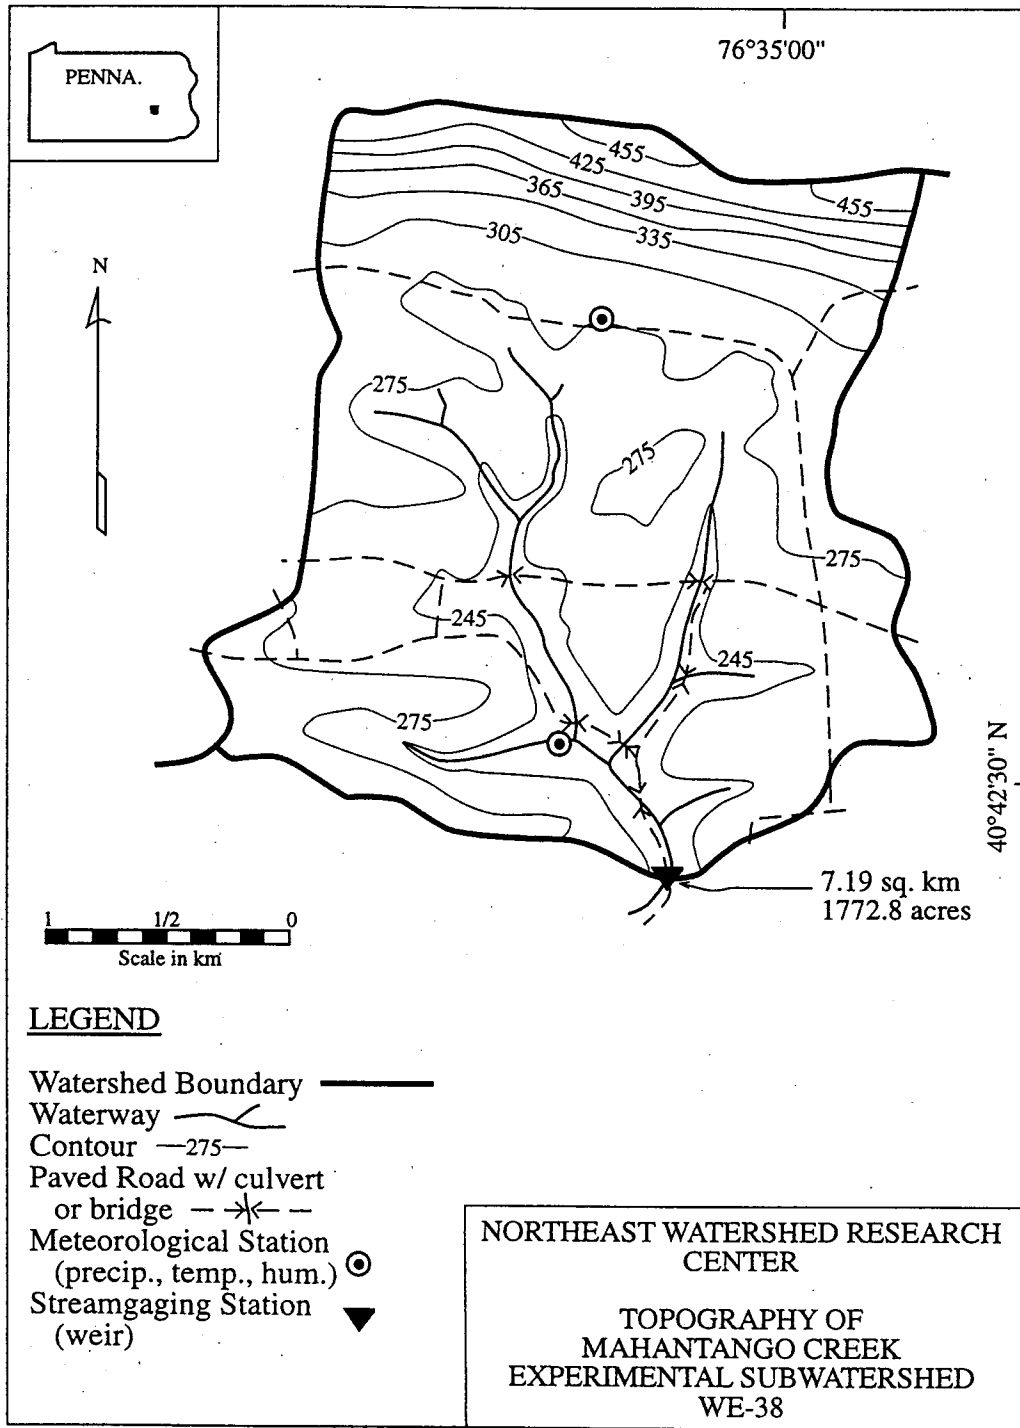 PENNA.
76°35'00"
455
425
365
395
455
305
335
N
275
275
275
245
245
275
40°42'30" N
7.19 sq. km
1772.8 acres
1 1/2 0
Scale in km
LEGEND
Watershed Boundary
Waterway
Contour —275—
Paved Road w/ culvert
or bridge
Meteorological Station
(precip., temp., hum.)
Streamgaging Station
(weir)
NORTHEAST WATERSHED RESEARCH
CENTER
TOPOGRAPHY OF
MAHANTANGO CREEK
EXPERIMENTAL SUBWATERSHED
WE-38